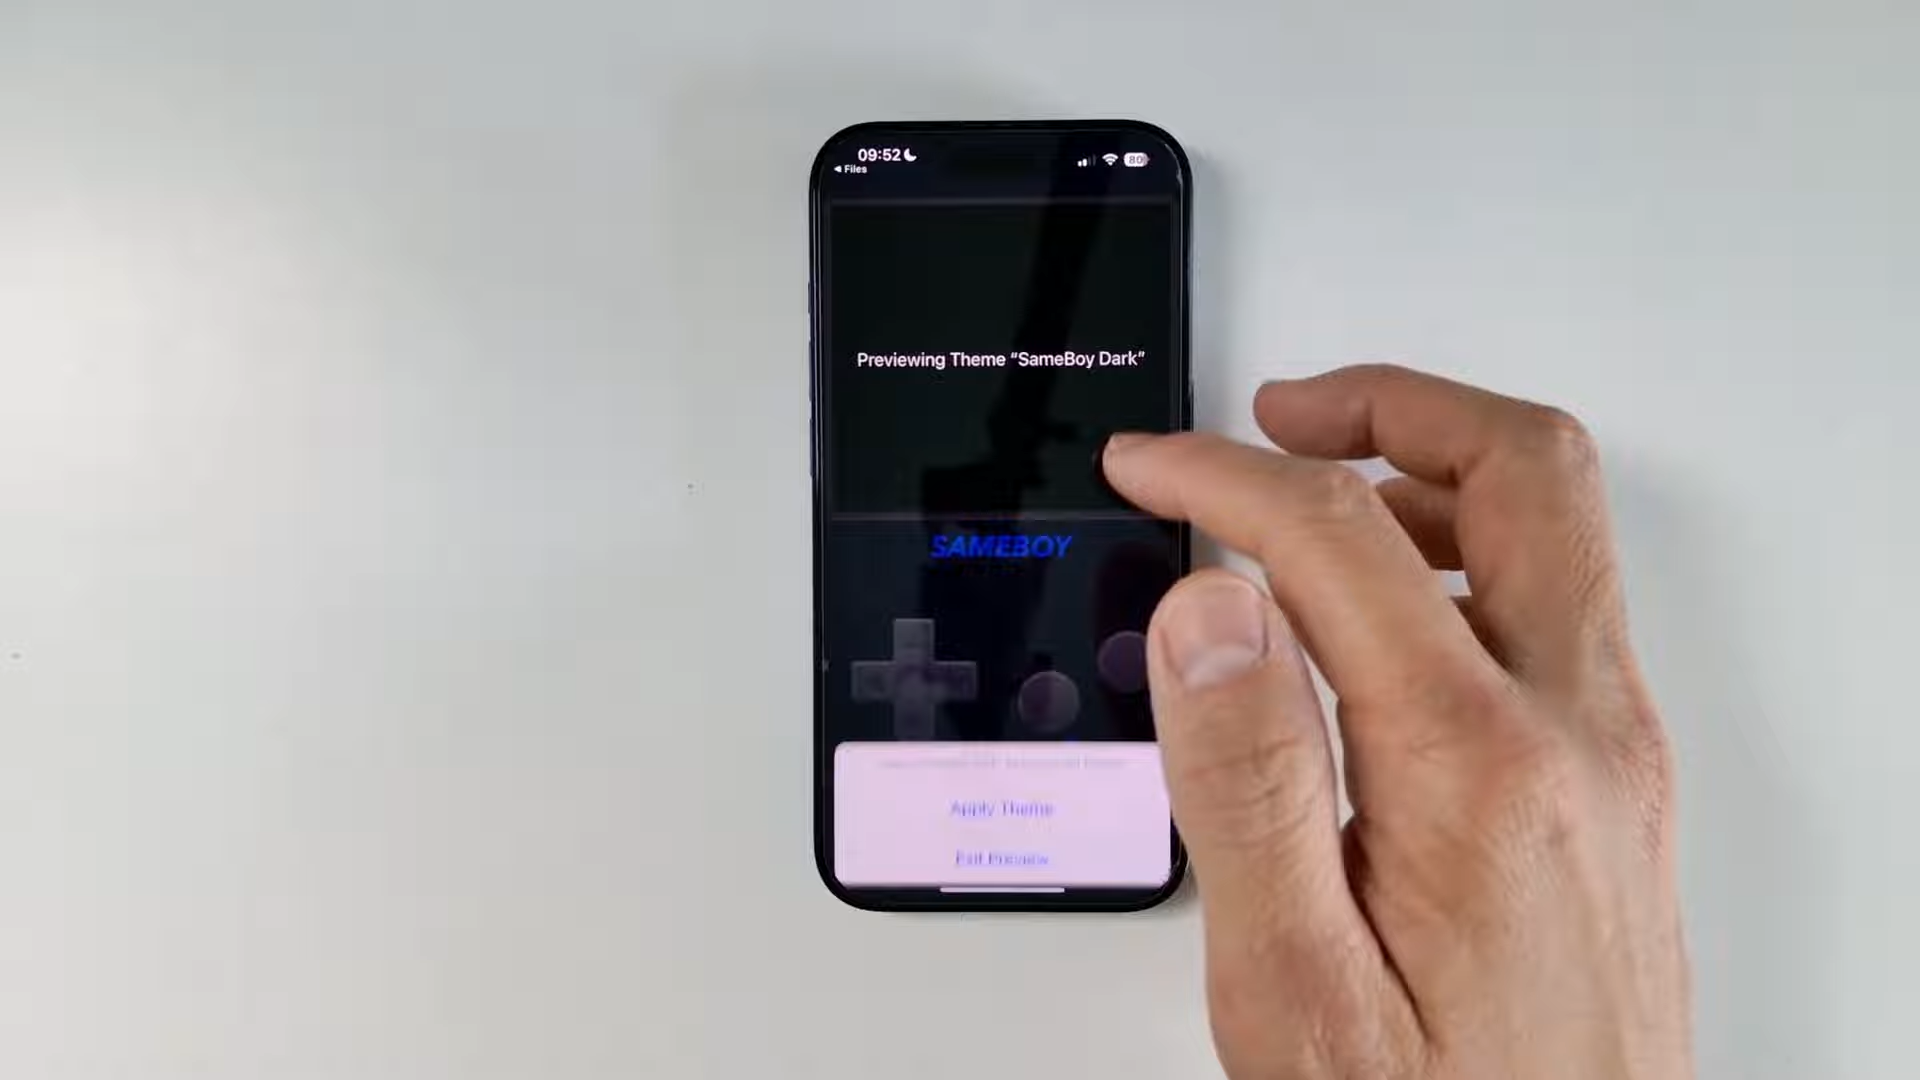 09:52
◀ Files
80
Previewing Theme “SameBoy Dark”
SAMEBOY
Apply Theme
Exit Preview